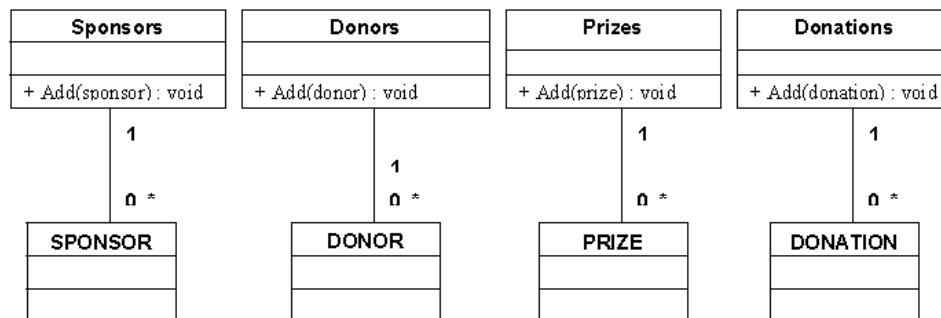 Sponsors
Donors
Prizes
Donations
+ Add(sponsor) : void
+ Add(donor) : void
+ Add(prize) : void
+ Add(donation) : void
1
1
1
1
0 *
0 *
0 *
0 *
SPONSOR
DONOR
PRIZE
DONATION